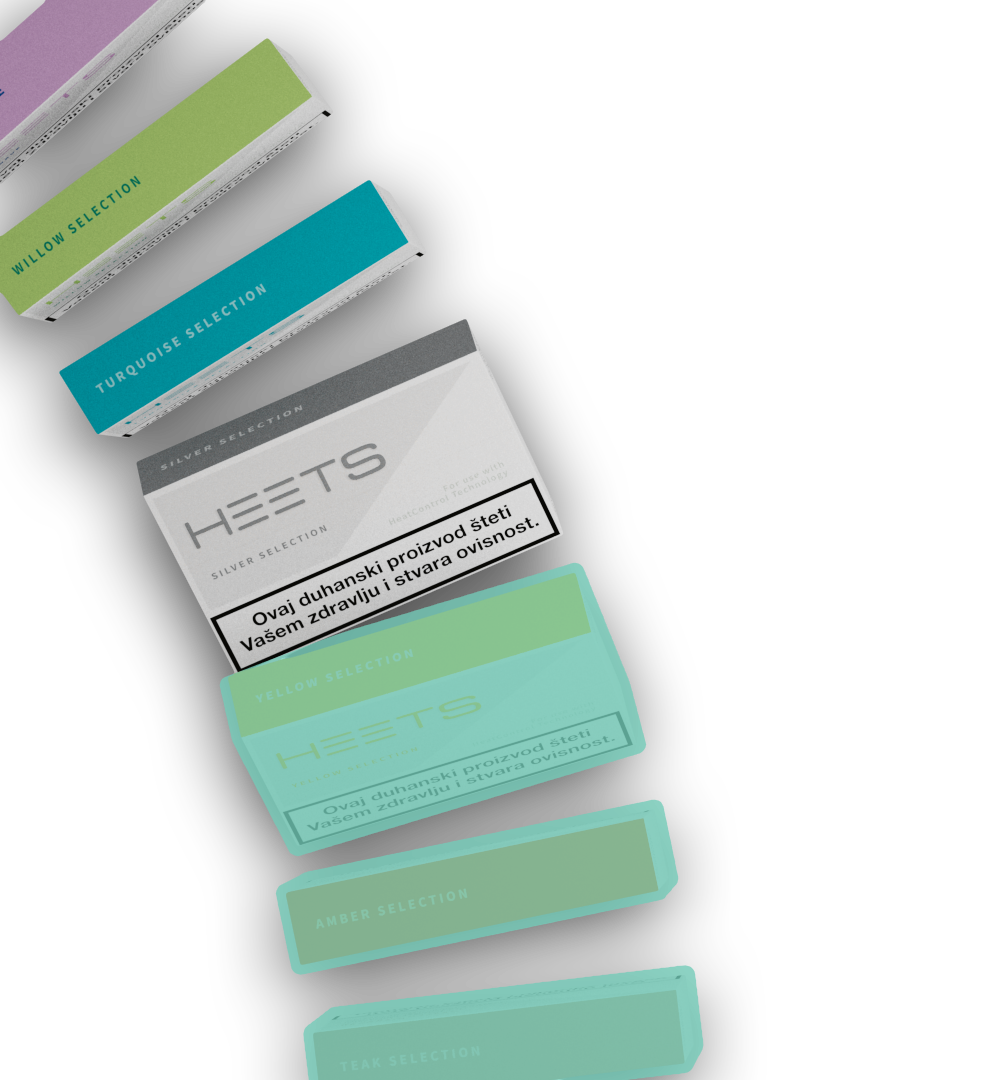 WILLOW SELECTION
TURQUOISE SELECTION
SILVER SELECTION
HEETS
SILVER SELECTION
For use with
HeatControl Technology
Ovaj duhanski proizvod šteti
Vašem zdravlju i stvara ovisnost.
YELLOW SELECTION
HEETS
YELLOW SELECTION
Ovaj duhanski proizvod šteti
Vašem zdravlju i stvara ovisnost.
AMBER SELECTION
TEAK SELECTION